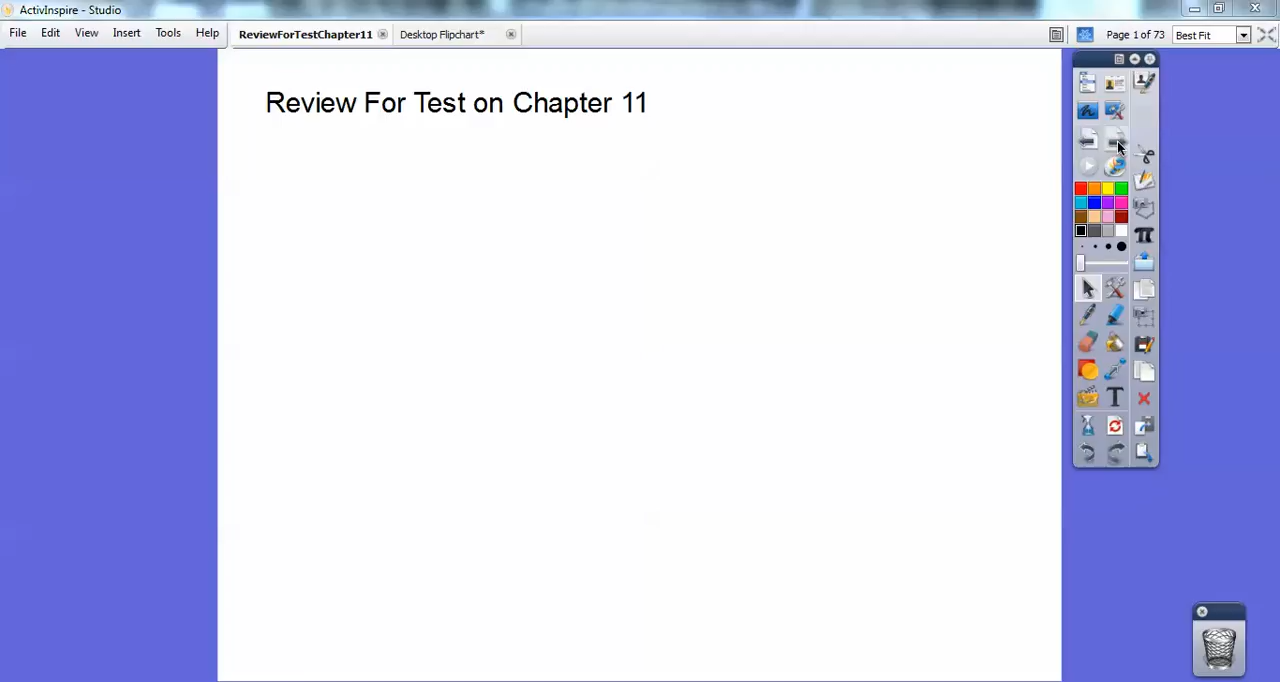 ActivInspire - Studio
File Edit View Insert Tools Help ReviewForTestChapter11 Desktop Flipchart* Page 1 of 73 Best Fit
Review For Test on Chapter 11